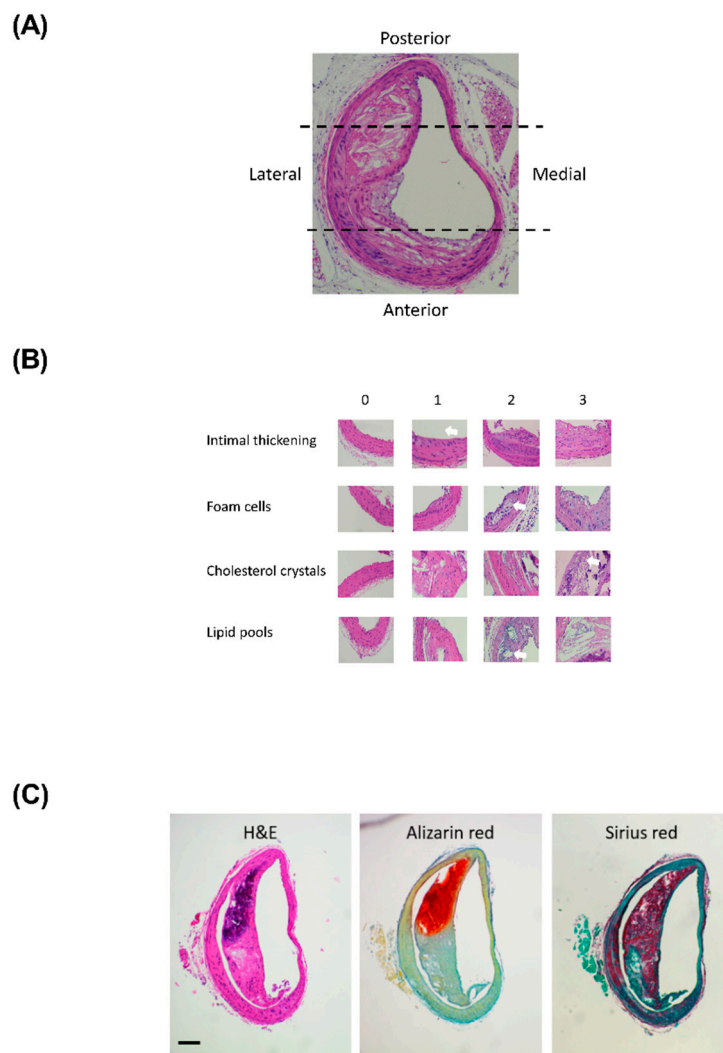 (A)
Posterior
Lateral
Medial
Anterior
(B)
0 1 2 3
Intimal thickening
Foam cells
Cholesterol crystals
Lipid pools
(C)
H&E Alizarin red Sirius red